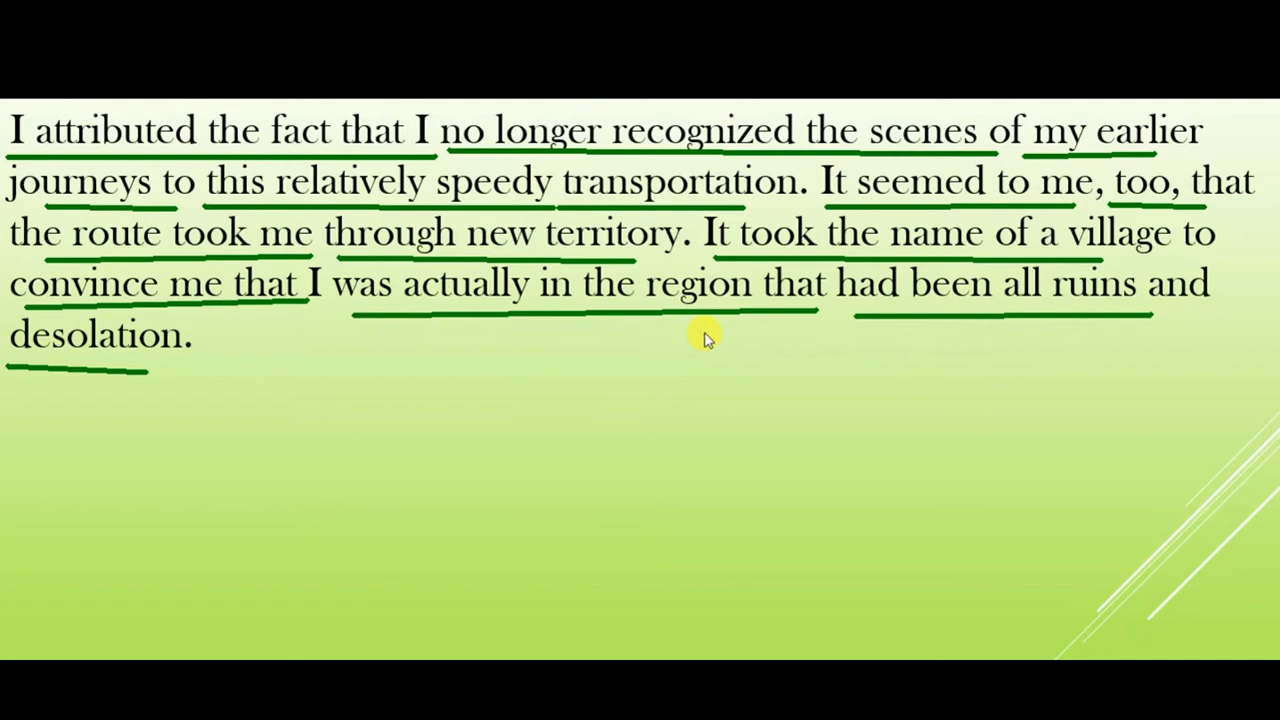 I attributed the fact that I no longer recognized the scenes of my earlier
journeys to this relatively speedy transportation. It seemed to me, too, that
the route took me through new territory. It took the name of a village to
convince me that I was actually in the region that had been all ruins and
desolation.